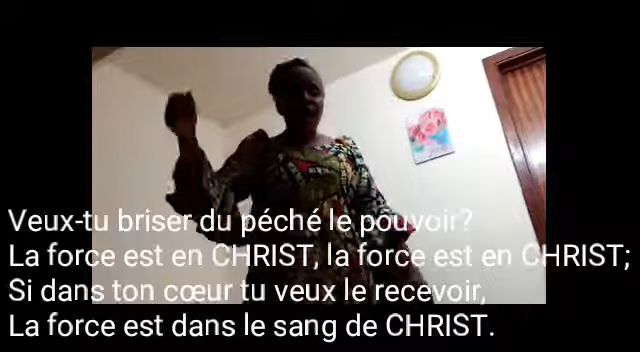 Veux-tu briser du péché le pouvoir?
La force est en CHRIST, la force est en CHRIST;
Si dans ton cœur tu veux le recevoir,
La force est dans le sang de CHRIST.